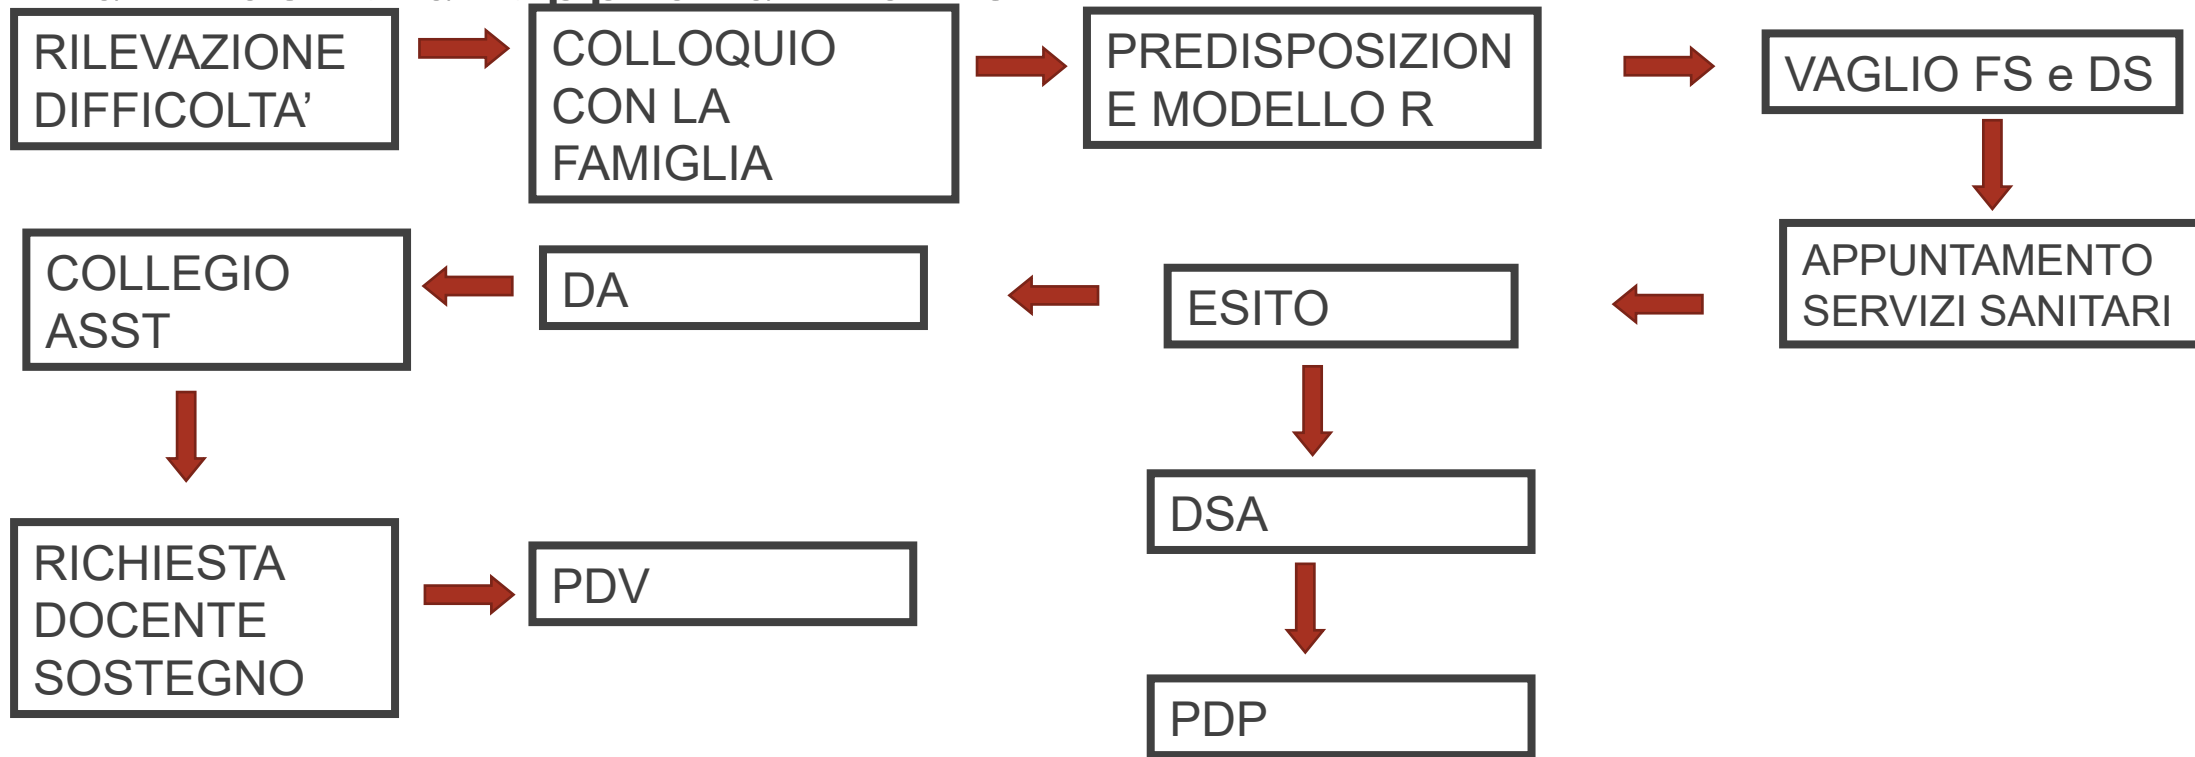 RILEVAZIONE
DIFFICOLTA’
COLLOQUIO
CON LA
FAMIGLIA
PREDISPOSIZION
E MODELLO R
VAGLIO FS e DS
APPUNTAMENTO
SERVIZI SANITARI
ESITO
DA
COLLEGIO
ASST
RICHIESTA
DOCENTE
SOSTEGNO
PDV
DSA
PDP